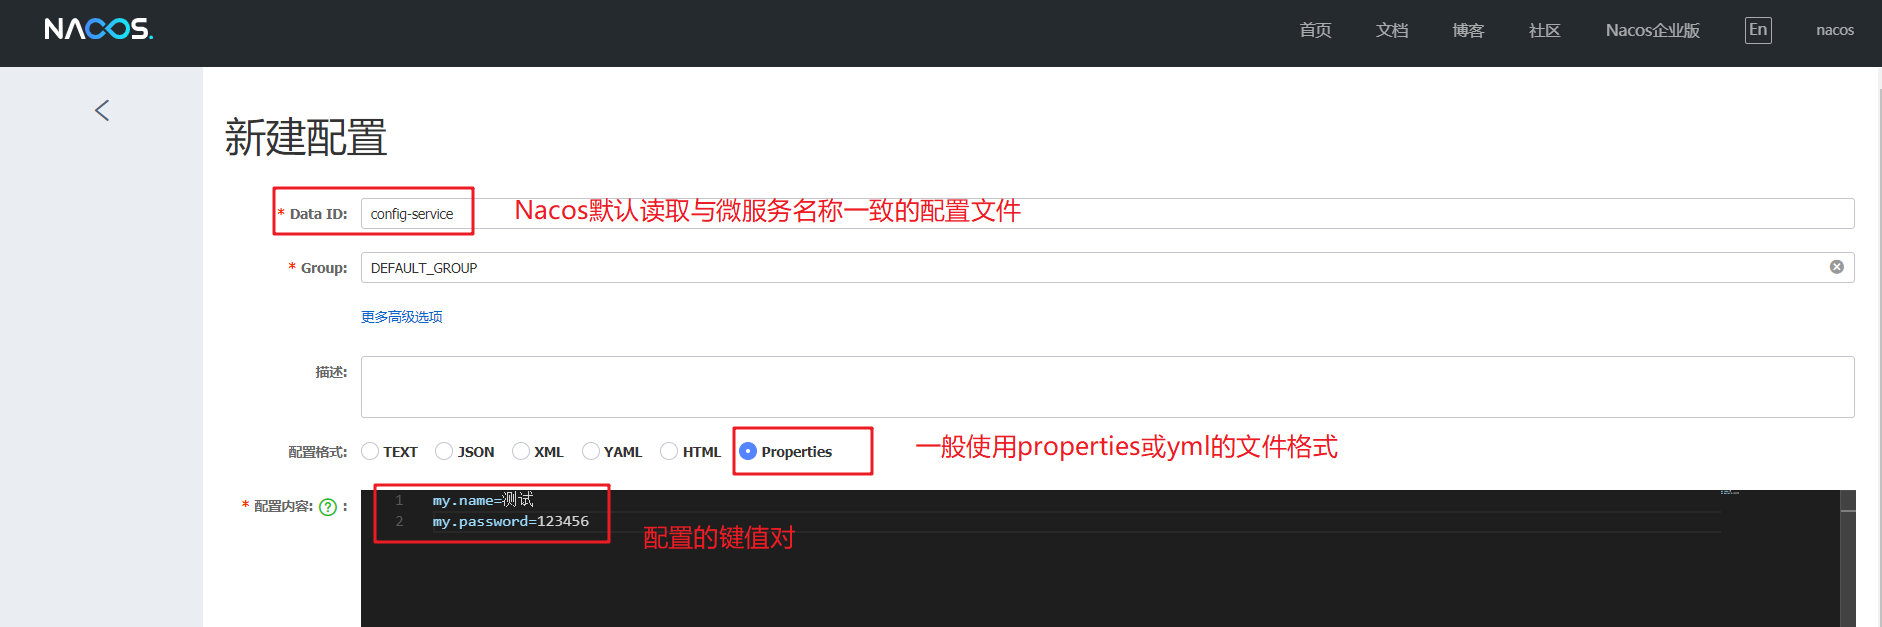 NACOS. 首页 文档 博客 社区 Nacos企业版 En nacos
新建配置
* Data ID: config-service Nacos默认读取与微服务名称一致的配置文件
* Group: DEFAULT_GROUP
更多高级选项
描述:
配置格式: TEXT JSON XML YAML HTML Properties 一般使用properties或yml的文件格式
* 配置内容: ? : 1 my.name=测试
2 my.password=123456
配置的键值对